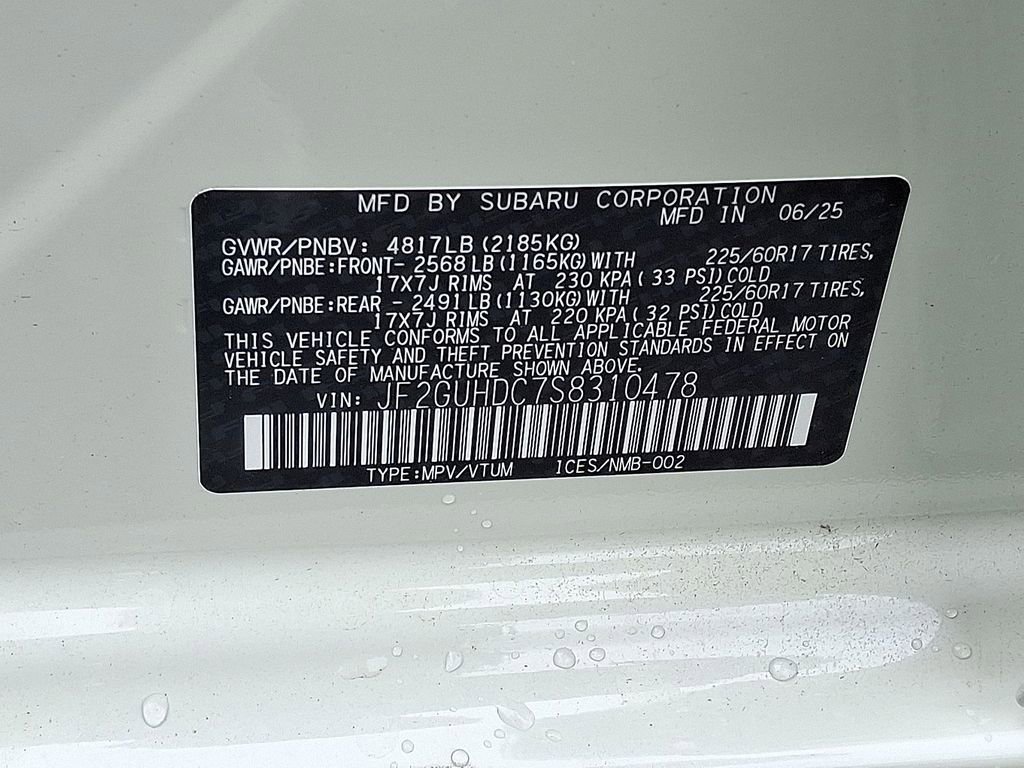 MFD BY SUBARU CORPORATION
MFD IN 06/25
GVWR/PNBV: 4817LB (2185KG)
GAWR/PNBE:FRONT- 2568 LB (1165KG) WITH 225/60R17 TIRES,
17X7J RIMS AT 230 KPA ( 33 PSI) COLD
GAWR/PNBE:REAR - 2491 LB (1130KG) WITH 225/60R17 TIRES,
17X7J RIMS AT 220 KPA ( 32 PSI) COLD
THIS VEHICLE CONFORMS TO ALL APPLICABLE FEDERAL MOTOR
VEHICLE SAFETY AND THEFT PREVENTION STANDARDS IN EFFECT ON
THE DATE OF MANUFACTURE SHOWN ABOVE.
VIN: JF2GUHDC7S8310478
TYPE:MPV/VTUM ICES/NMB-002